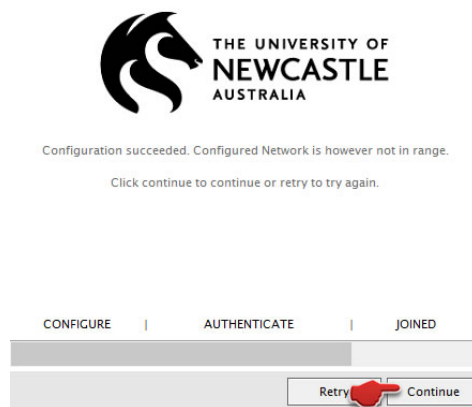 THE UNIVERSITY OF
NEWCASTLE
AUSTRALIA
Configuration succeeded. Configured Network is however not in range.
Click continue to continue or retry to try again.
CONFIGURE | AUTHENTICATE | JOINED
Retry Continue